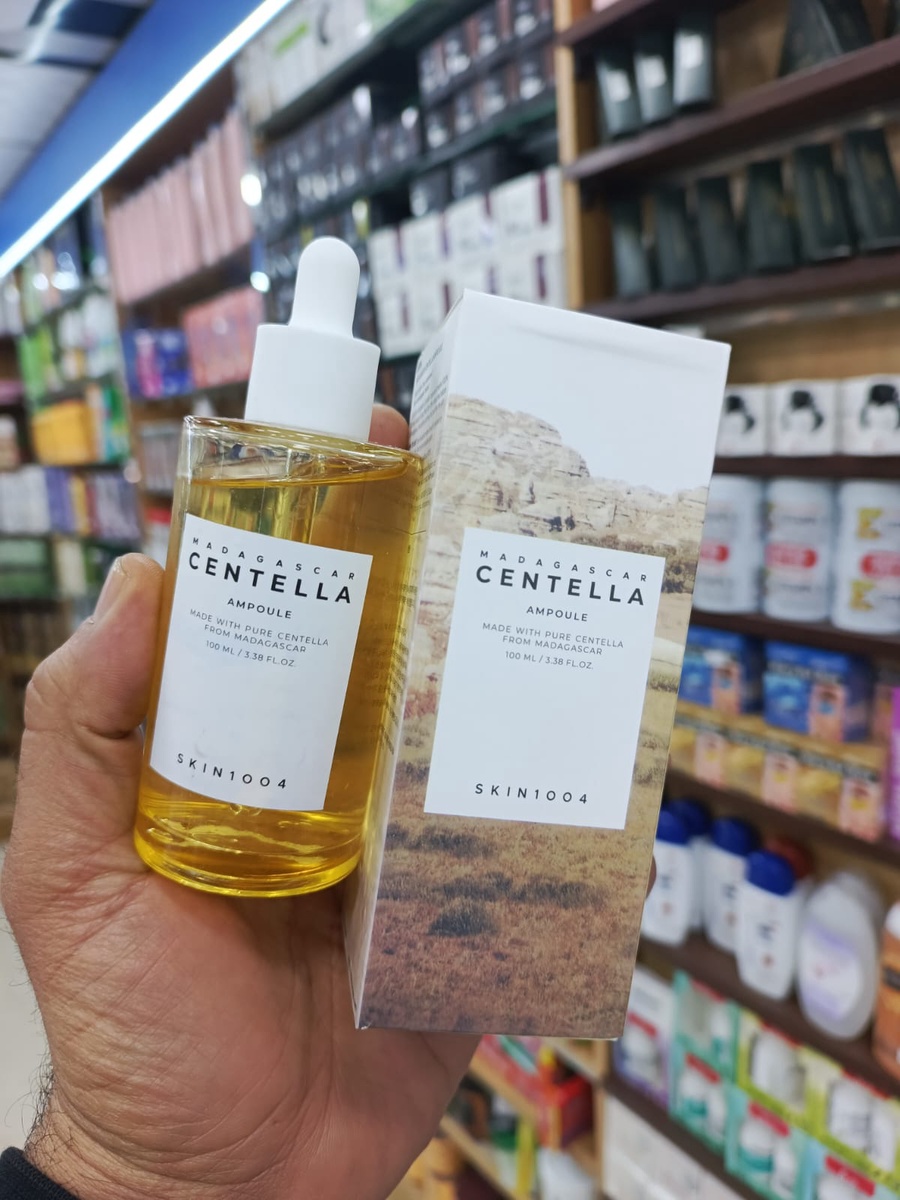 MADAGASCAR
CENTELLA
AMPOULE
MADE WITH PURE CENTELLA
FROM MADAGASCAR
100 ML / 3.38 FL.OZ.
SKIN1004
MADAGASCAR
CENTELLA
AMPOULE
MADE WITH PURE CENTELLA
FROM MADAGASCAR
100 ML / 3.38 FL.OZ.
SKIN1004